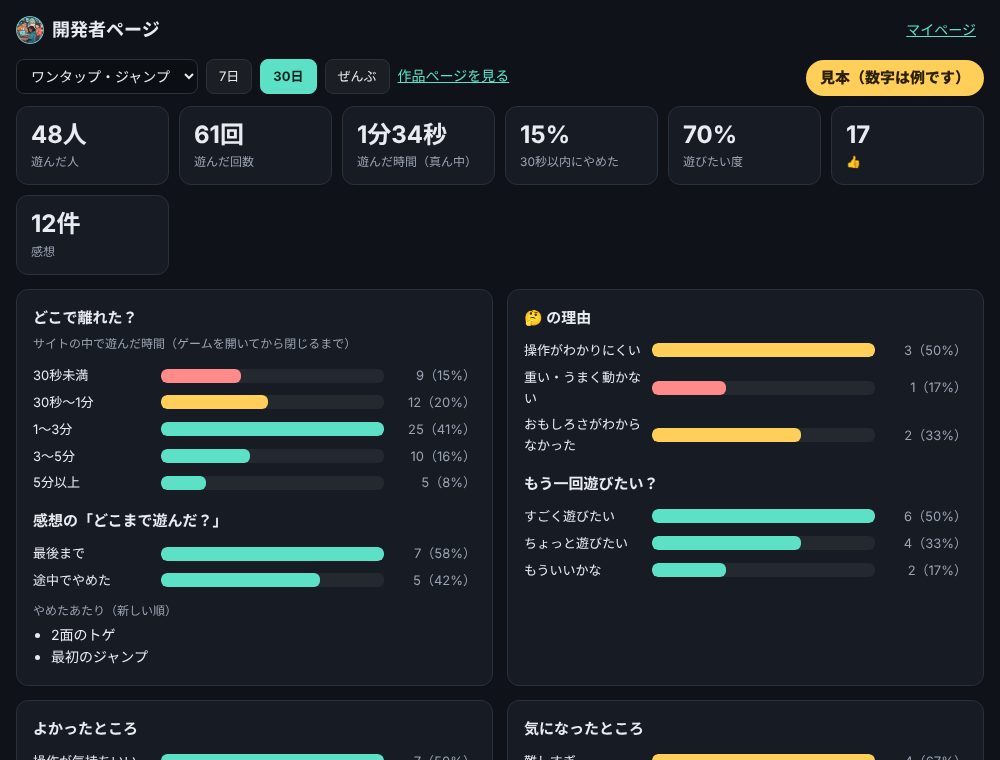 開発者ページ
マイページ
ワンタップ・ジャンプ
7日
30日
ぜんぶ
作品ページを見る
見本（数字は例です）
48人
遊んだ人
61回
遊んだ回数
1分34秒
遊んだ時間（真ん中）
15%
30秒以内にやめた
70%
遊びたい度
17
👍
12件
感想
どこで離れた？
サイトの中で遊んだ時間（ゲームを開いてから閉じるまで）
30秒未満 9（15%）
30秒〜1分 12（20%）
1〜3分 25（41%）
3〜5分 10（16%）
5分以上 5（8%）
感想の「どこまで遊んだ？」
最後まで 7（58%）
途中でやめた 5（42%）
やめたあたり（新しい順）
2面のトゲ
最初のジャンプ
🤔 の理由
操作がわかりにくい 3（50%）
重い・うまく動かな
い
1（17%）
おもしろさがわから
なかった
2（33%）
もう一回遊びたい？
すごく遊びたい 6（50%）
ちょっと遊びたい 4（33%）
もういいかな 2（17%）
よかったところ
操作が気持ちいい
気になったところ
難しすぎ